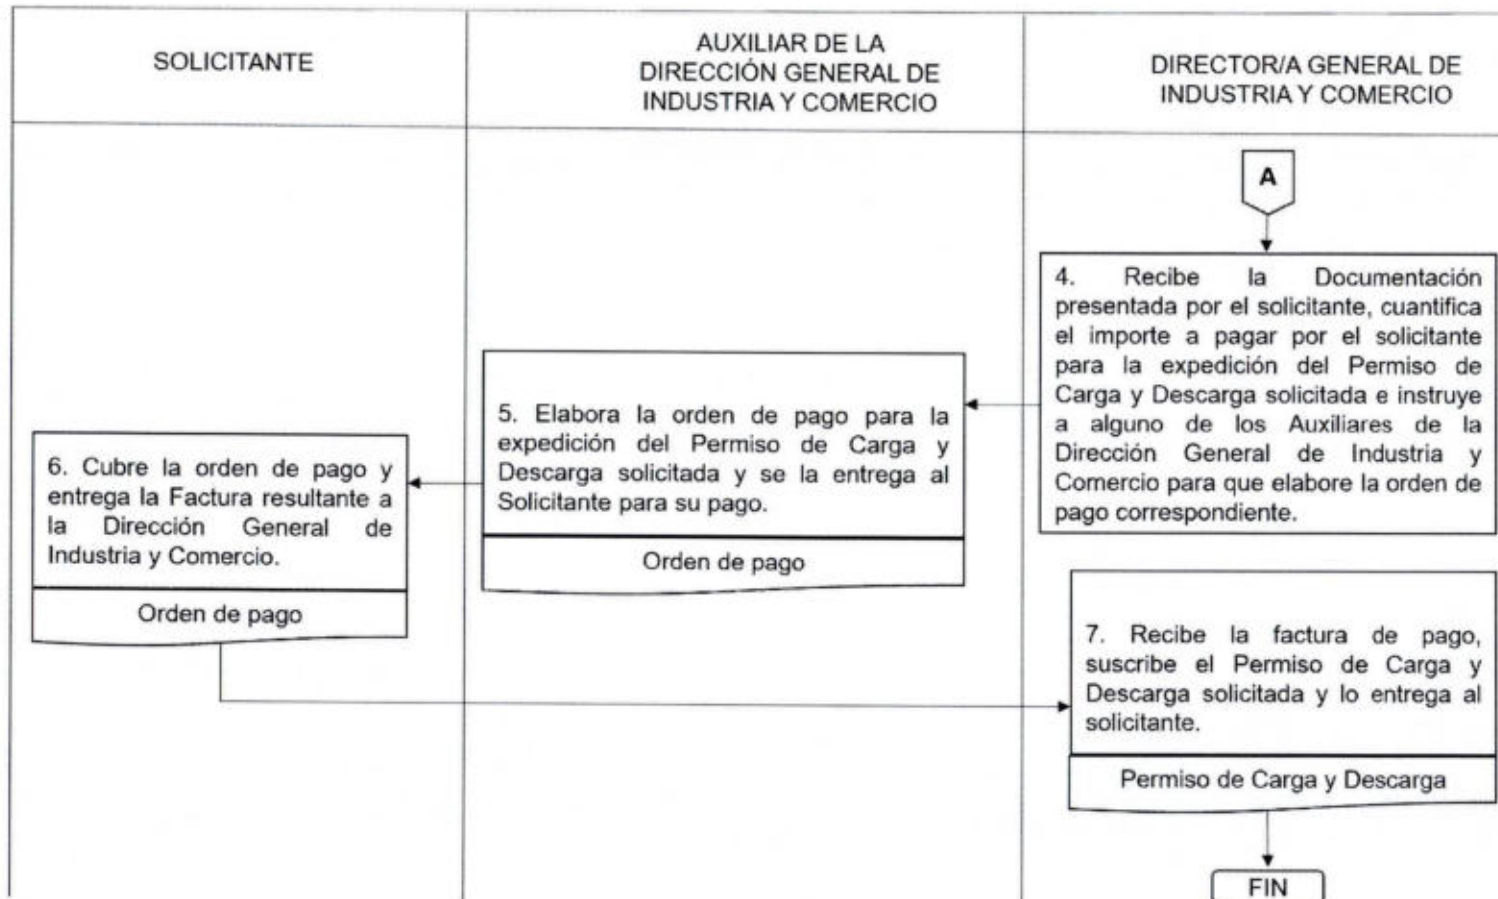 SOLICITANTE
AUXILIAR DE LA
DIRECCIÓN GENERAL DE
INDUSTRIA Y COMERCIO
DIRECTOR/A GENERAL DE
INDUSTRIA Y COMERCIO
A
4. Recibe la Documentación
presentada por el solicitante, cuantifica
el importe a pagar por el solicitante
para la expedición del Permiso de
Carga y Descarga solicitada e instruye
a alguno de los Auxiliares de la
Dirección General de Industria y
Comercio para que elabore la orden de
pago correspondiente.
5. Elabora la orden de pago para la
expedición del Permiso de Carga y
Descarga solicitada y se la entrega al
Solicitante para su pago.
Orden de pago
6. Cubre la orden de pago y
entrega la Factura resultante a
la Dirección General de
Industria y Comercio.
Orden de pago
7. Recibe la factura de pago,
suscribe el Permiso de Carga y
Descarga solicitada y lo entrega al
solicitante.
Permiso de Carga y Descarga
FIN